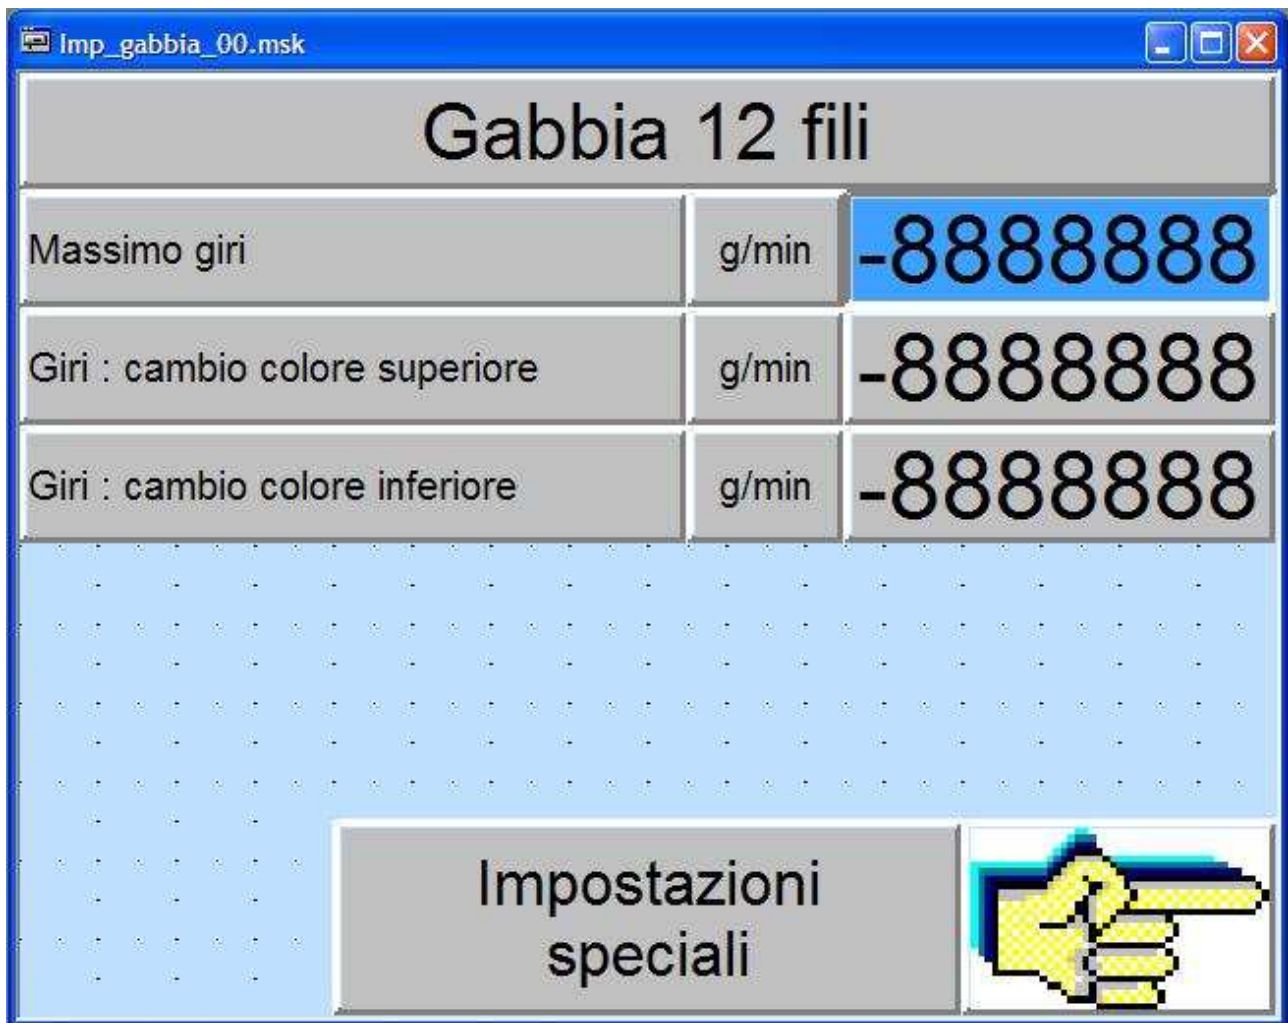 Imp_gabbia_00.msk
Gabbia 12 fili
Massimo giri g/min -8888888
Giri : cambio colore superiore g/min -8888888
Giri : cambio colore inferiore g/min -8888888
Impostazioni
speciali